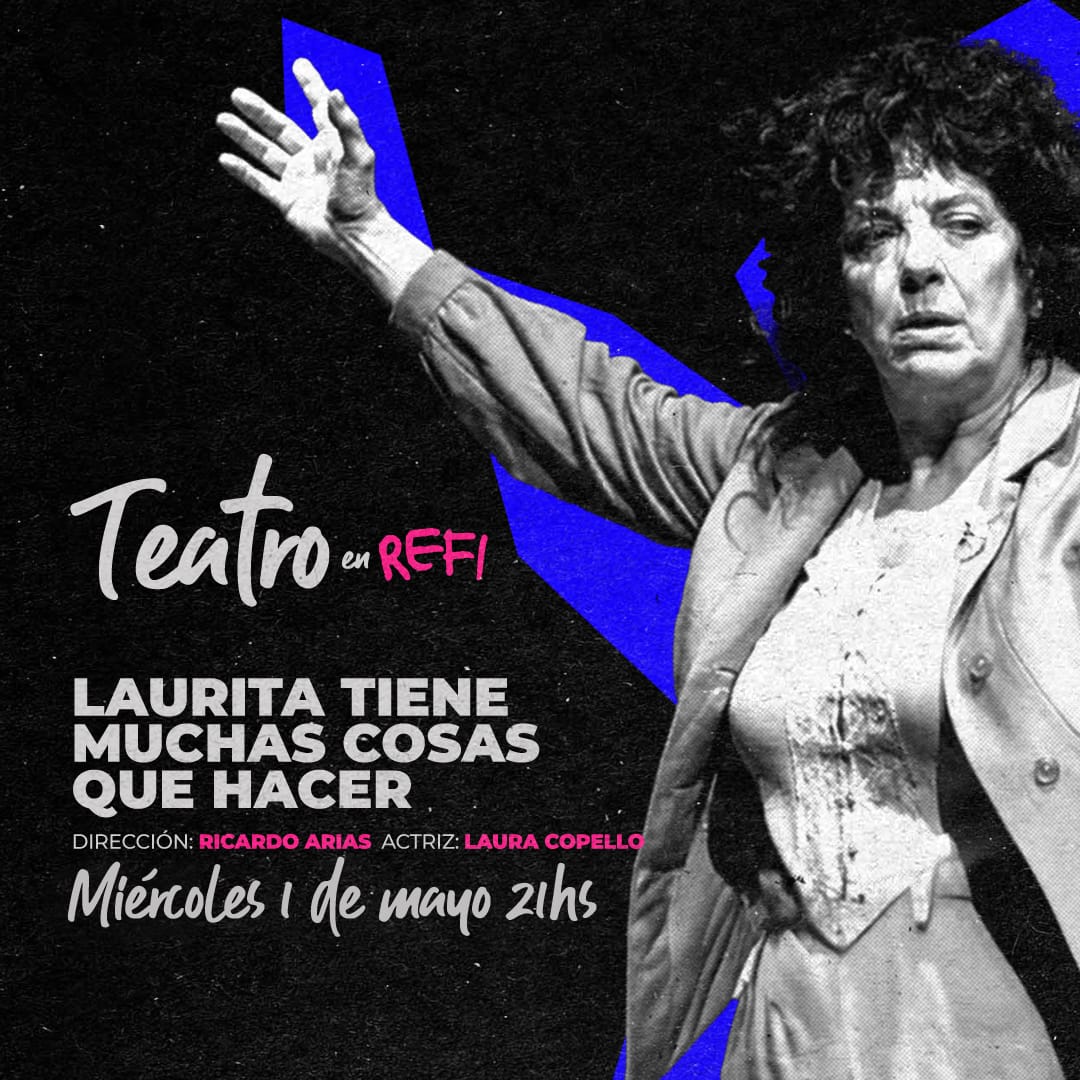 Teatro en REFI
LAURITA TIENE
MUCHAS COSAS
QUE HACER
DIRECCIÓN: RICARDO ARIAS ACTRIZ: LAURA COPELLO
Miércoles 1 de mayo 21hs